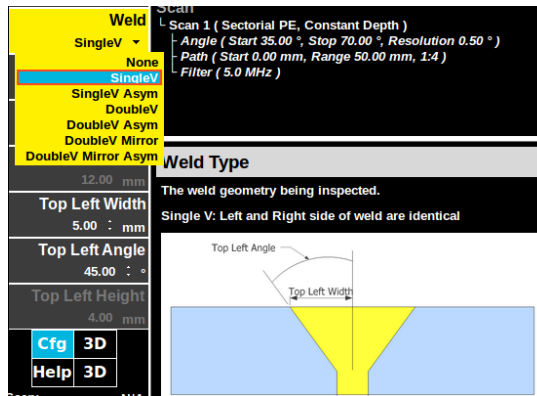 Weld
SingleV
None
SingleV
SingleV Asym
DoubleV
DoubleV Asym
DoubleV Mirror
DoubleV Mirror Asym
12.00 mm
Top Left Width
5.00 mm
Top Left Angle
45.00 °
Top Left Height
4.00 mm
Cfg 3D
Help 3D
Scan
Scan 1 ( Sectorial PE, Constant Depth )
Angle ( Start 35.00 °, Stop 70.00 °, Resolution 0.50 ° )
Path ( Start 0.00 mm, Range 50.00 mm, 1:4 )
Filter ( 5.0 MHz )
Weld Type
The weld geometry being inspected.
Single V: Left and Right side of weld are identical
Top Left Angle
Top Left Width